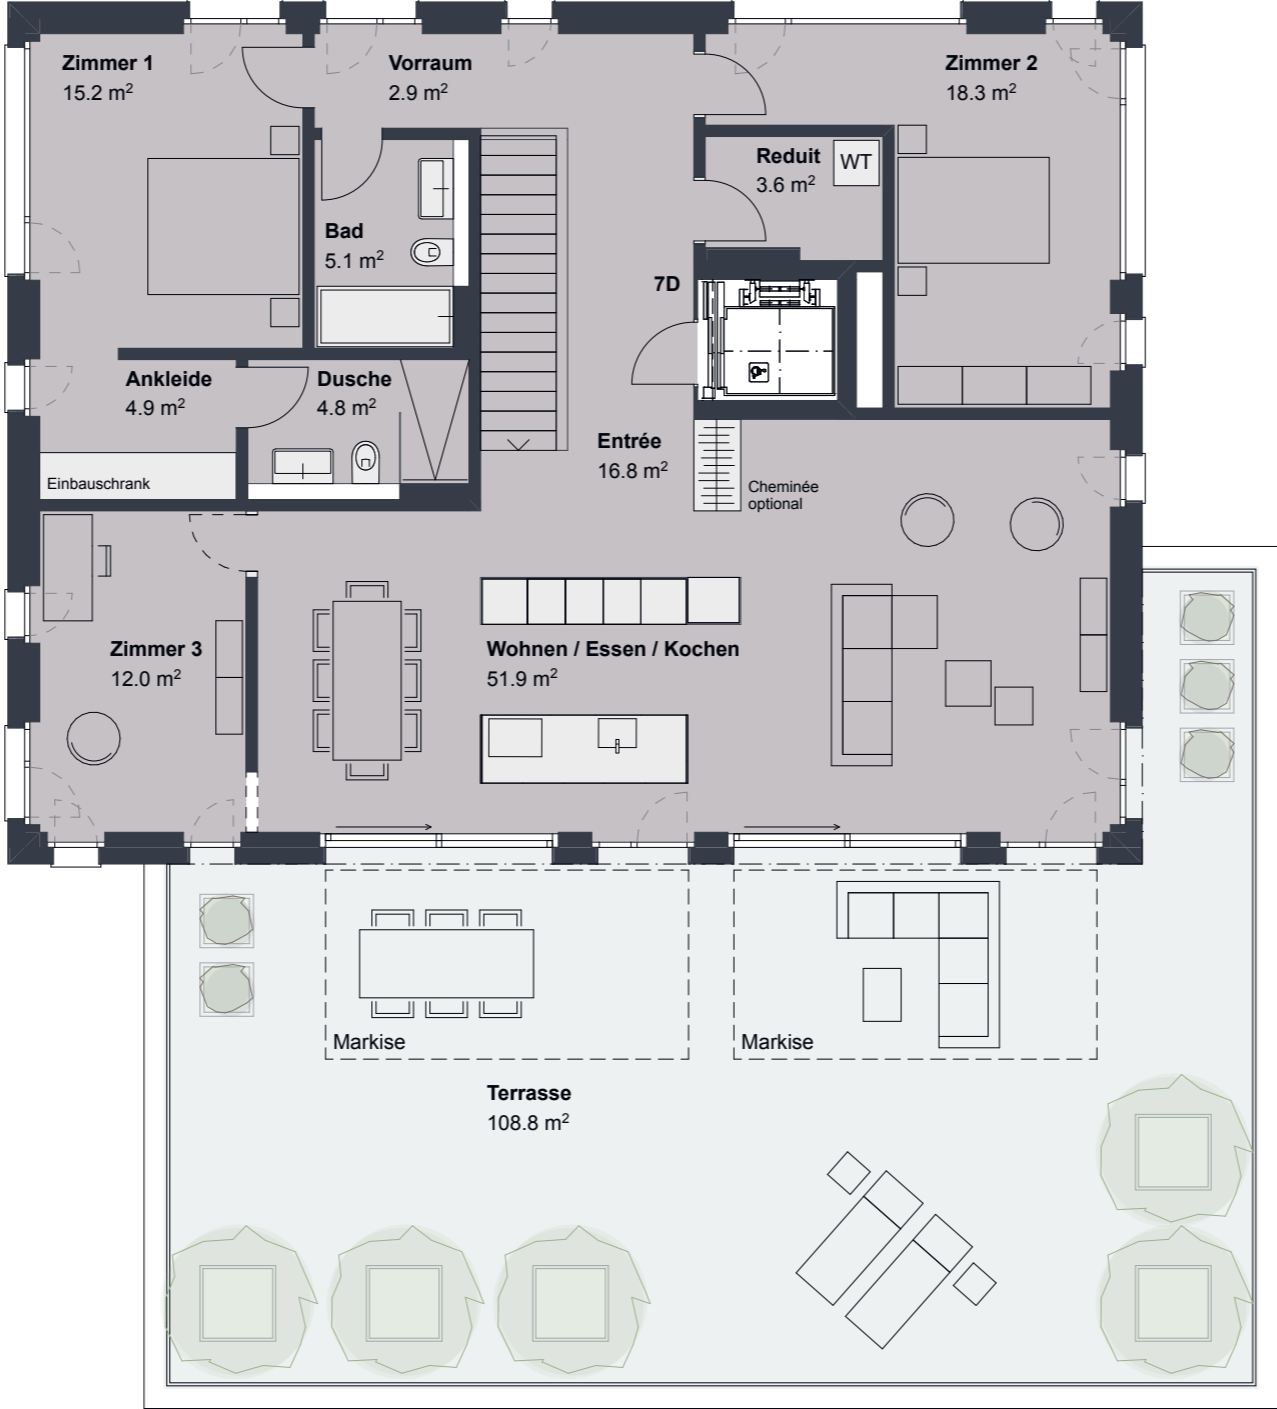 Zimmer 1
15.2 m²
Vorraum
2.9 m²
Zimmer 2
18.3 m²
Reduit
3.6 m²
WT
Bad
5.1 m²
7D
Ankleide
4.9 m²
Dusche
4.8 m²
Einbauschrank
Entrée
16.8 m²
Cheminée
optional
Zimmer 3
12.0 m²
Wohnen / Essen / Kochen
51.9 m²
Markise
Markise
Terrasse
108.8 m²